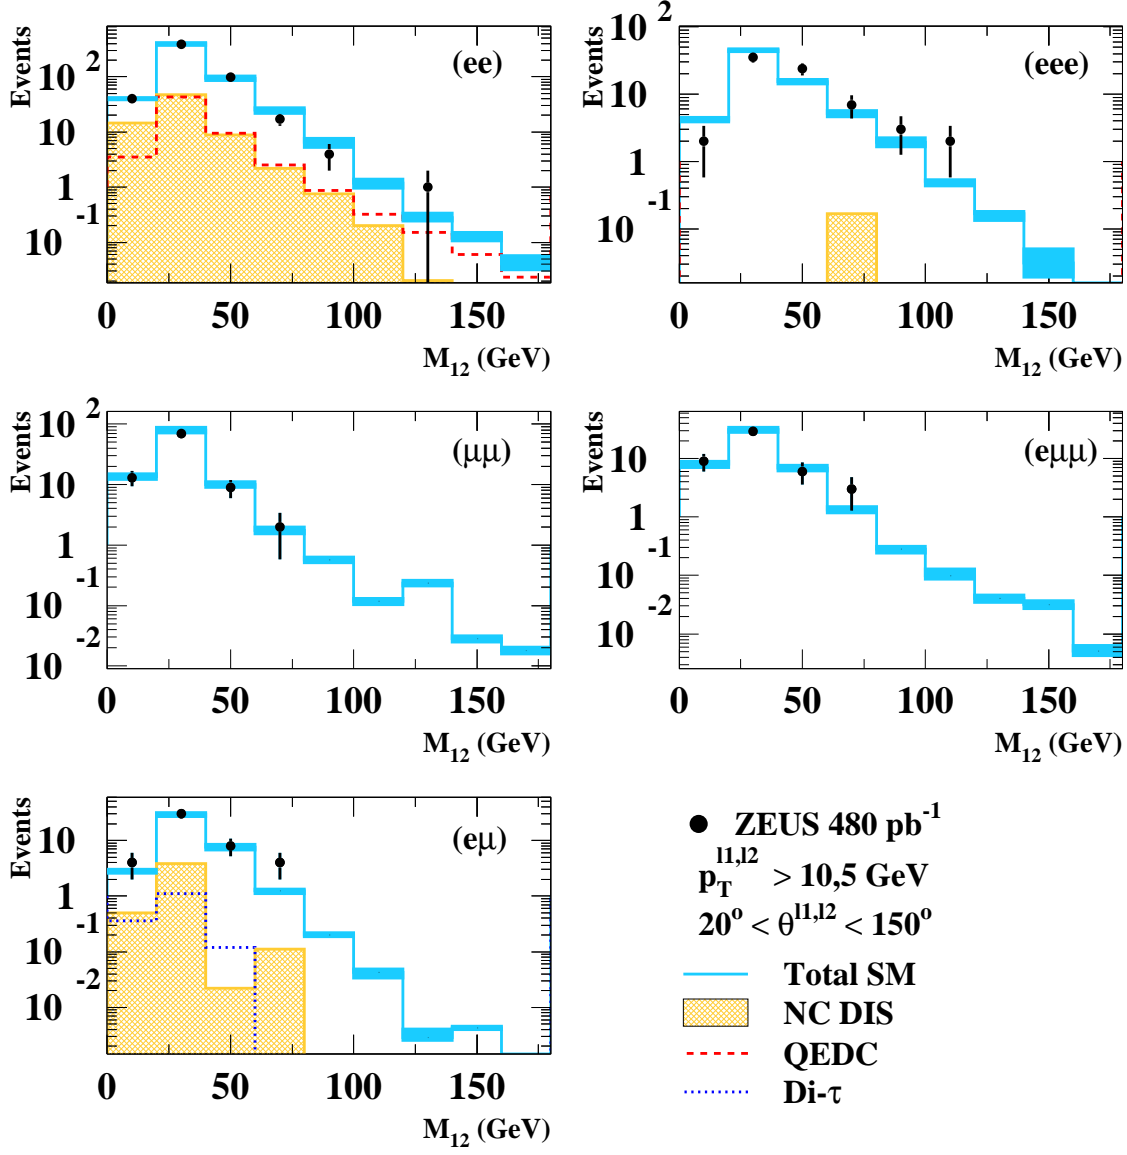 Events
(ee)
10 2
10
1
10 -1
0 50 100 150
M12 (GeV)
Events
(eee)
10 2
10
1
10 -1
0 50 100 150
M12 (GeV)
Events
(μμ)
10 2
10
1
10 -1
10 -2
0 50 100 150
M12 (GeV)
Events
(eμμ)
10
1
10 -1
10 -2
0 50 100 150
M12 (GeV)
Events
(eμ)
10
1
10 -1
10 -2
0 50 100 150
M12 (GeV)
ZEUS 480 pb-1
pTl1,l2 > 10,5 GeV
20o < θl1,l2 < 150o
Total SM
NC DIS
QEDC
Di-τ